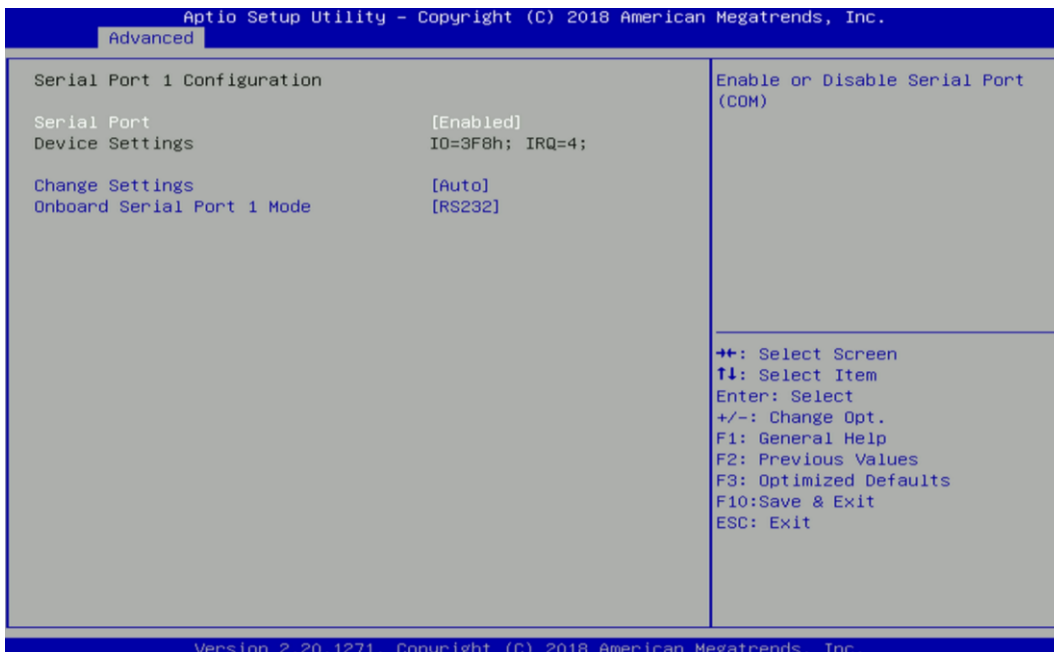 Aptio Setup Utility – Copyright (C) 2018 American Megatrends, Inc.
Advanced
Serial Port 1 Configuration
Serial Port [Enabled]
Device Settings IO=3F8h; IRQ=4;
Change Settings [Auto]
Onboard Serial Port 1 Mode [RS232]
Enable or Disable Serial Port
(COM)
→←: Select Screen
↑↓: Select Item
Enter: Select
+/-: Change Opt.
F1: General Help
F2: Previous Values
F3: Optimized Defaults
F10:Save & Exit
ESC: Exit
Version 2.20.1271. Copyright (C) 2018 American Megatrends, Inc.